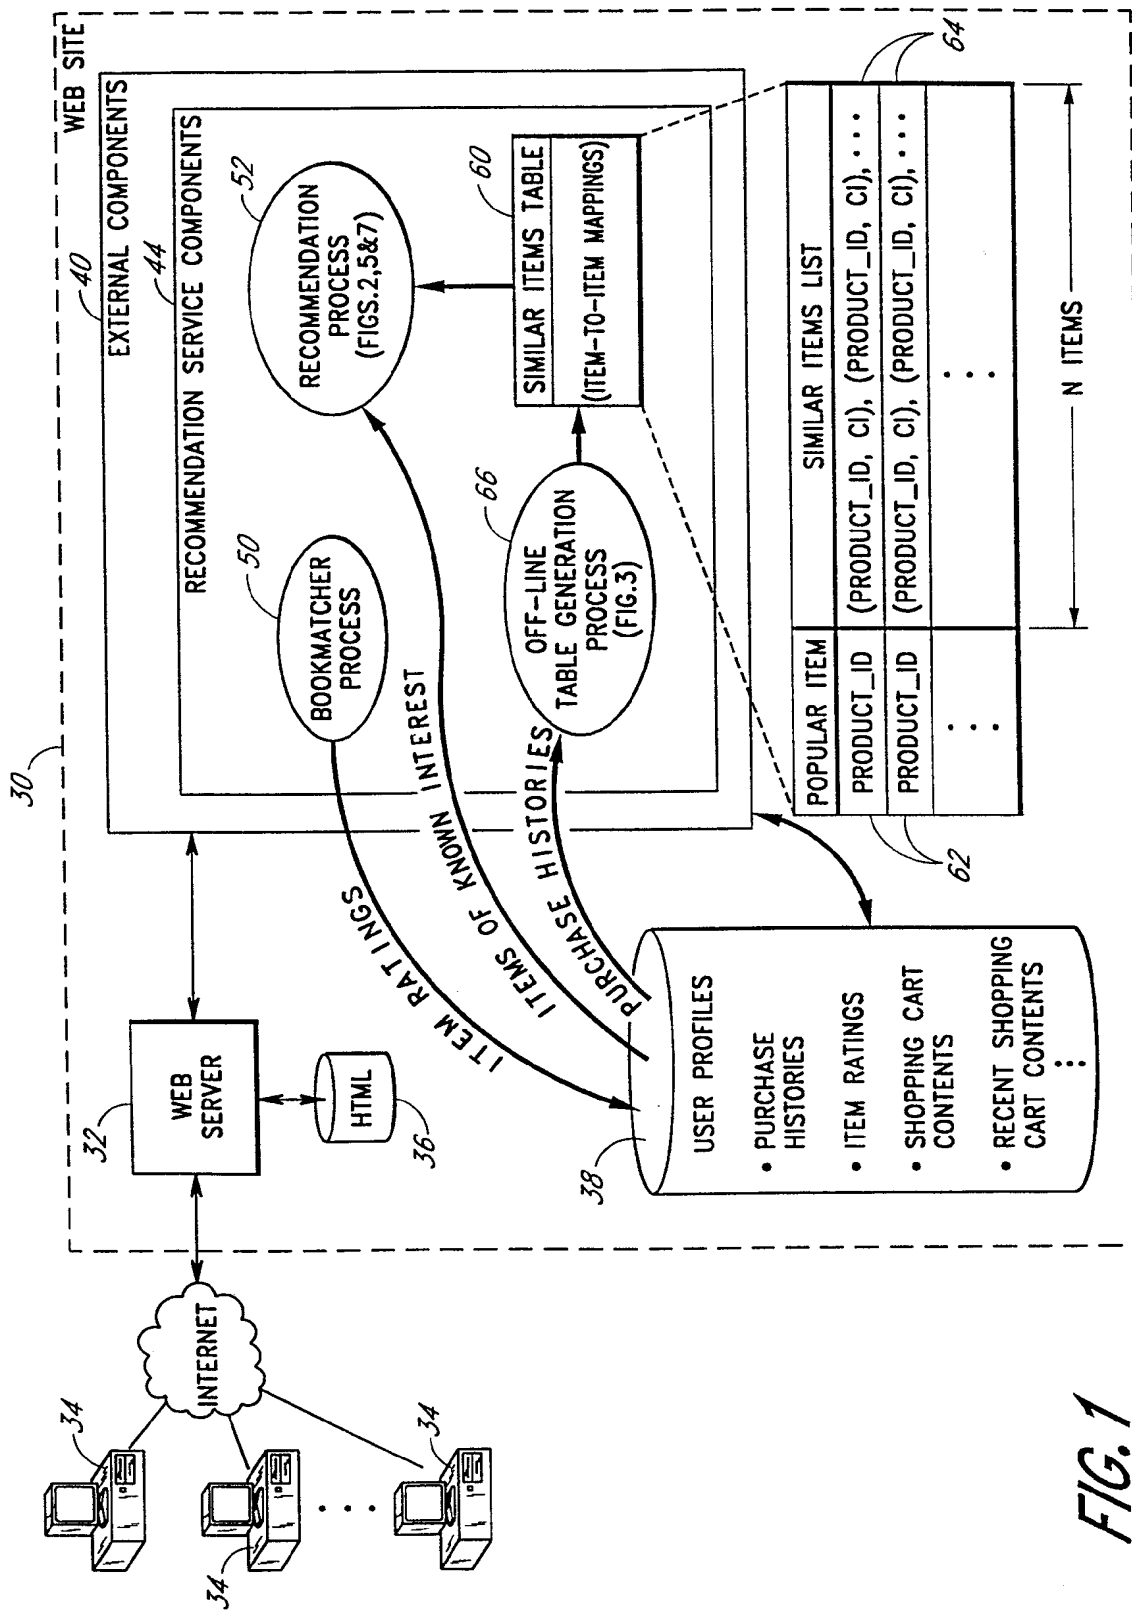 30
WEB SITE
40
EXTERNAL COMPONENTS
44
RECOMMENDATION SERVICE COMPONENTS
34
34
34
INTERNET
32
WEB
SERVER
HTML
36
50
BOOKMATCHER
PROCESS
52
RECOMMENDATION
PROCESS
(FIGS.2,5&7)
ITEM RATINGS
ITEMS OF KNOWN INTEREST
PURCHASE HISTORIES
66
OFF-LINE
TABLE GENERATION
PROCESS
(FIG.3)
60
SIMILAR ITEMS TABLE
(ITEM-TO-ITEM MAPPINGS)
38
USER PROFILES
• PURCHASE
HISTORIES
• ITEM RATINGS
• SHOPPING CART
CONTENTS
• RECENT SHOPPING
CART CONTENTS
POPULAR ITEM
SIMILAR ITEMS LIST
PRODUCT_ID
(PRODUCT_ID, CI), (PRODUCT_ID, CI), •••
PRODUCT_ID
(PRODUCT_ID, CI), (PRODUCT_ID, CI), •••
62
64
N ITEMS
FIG. 1